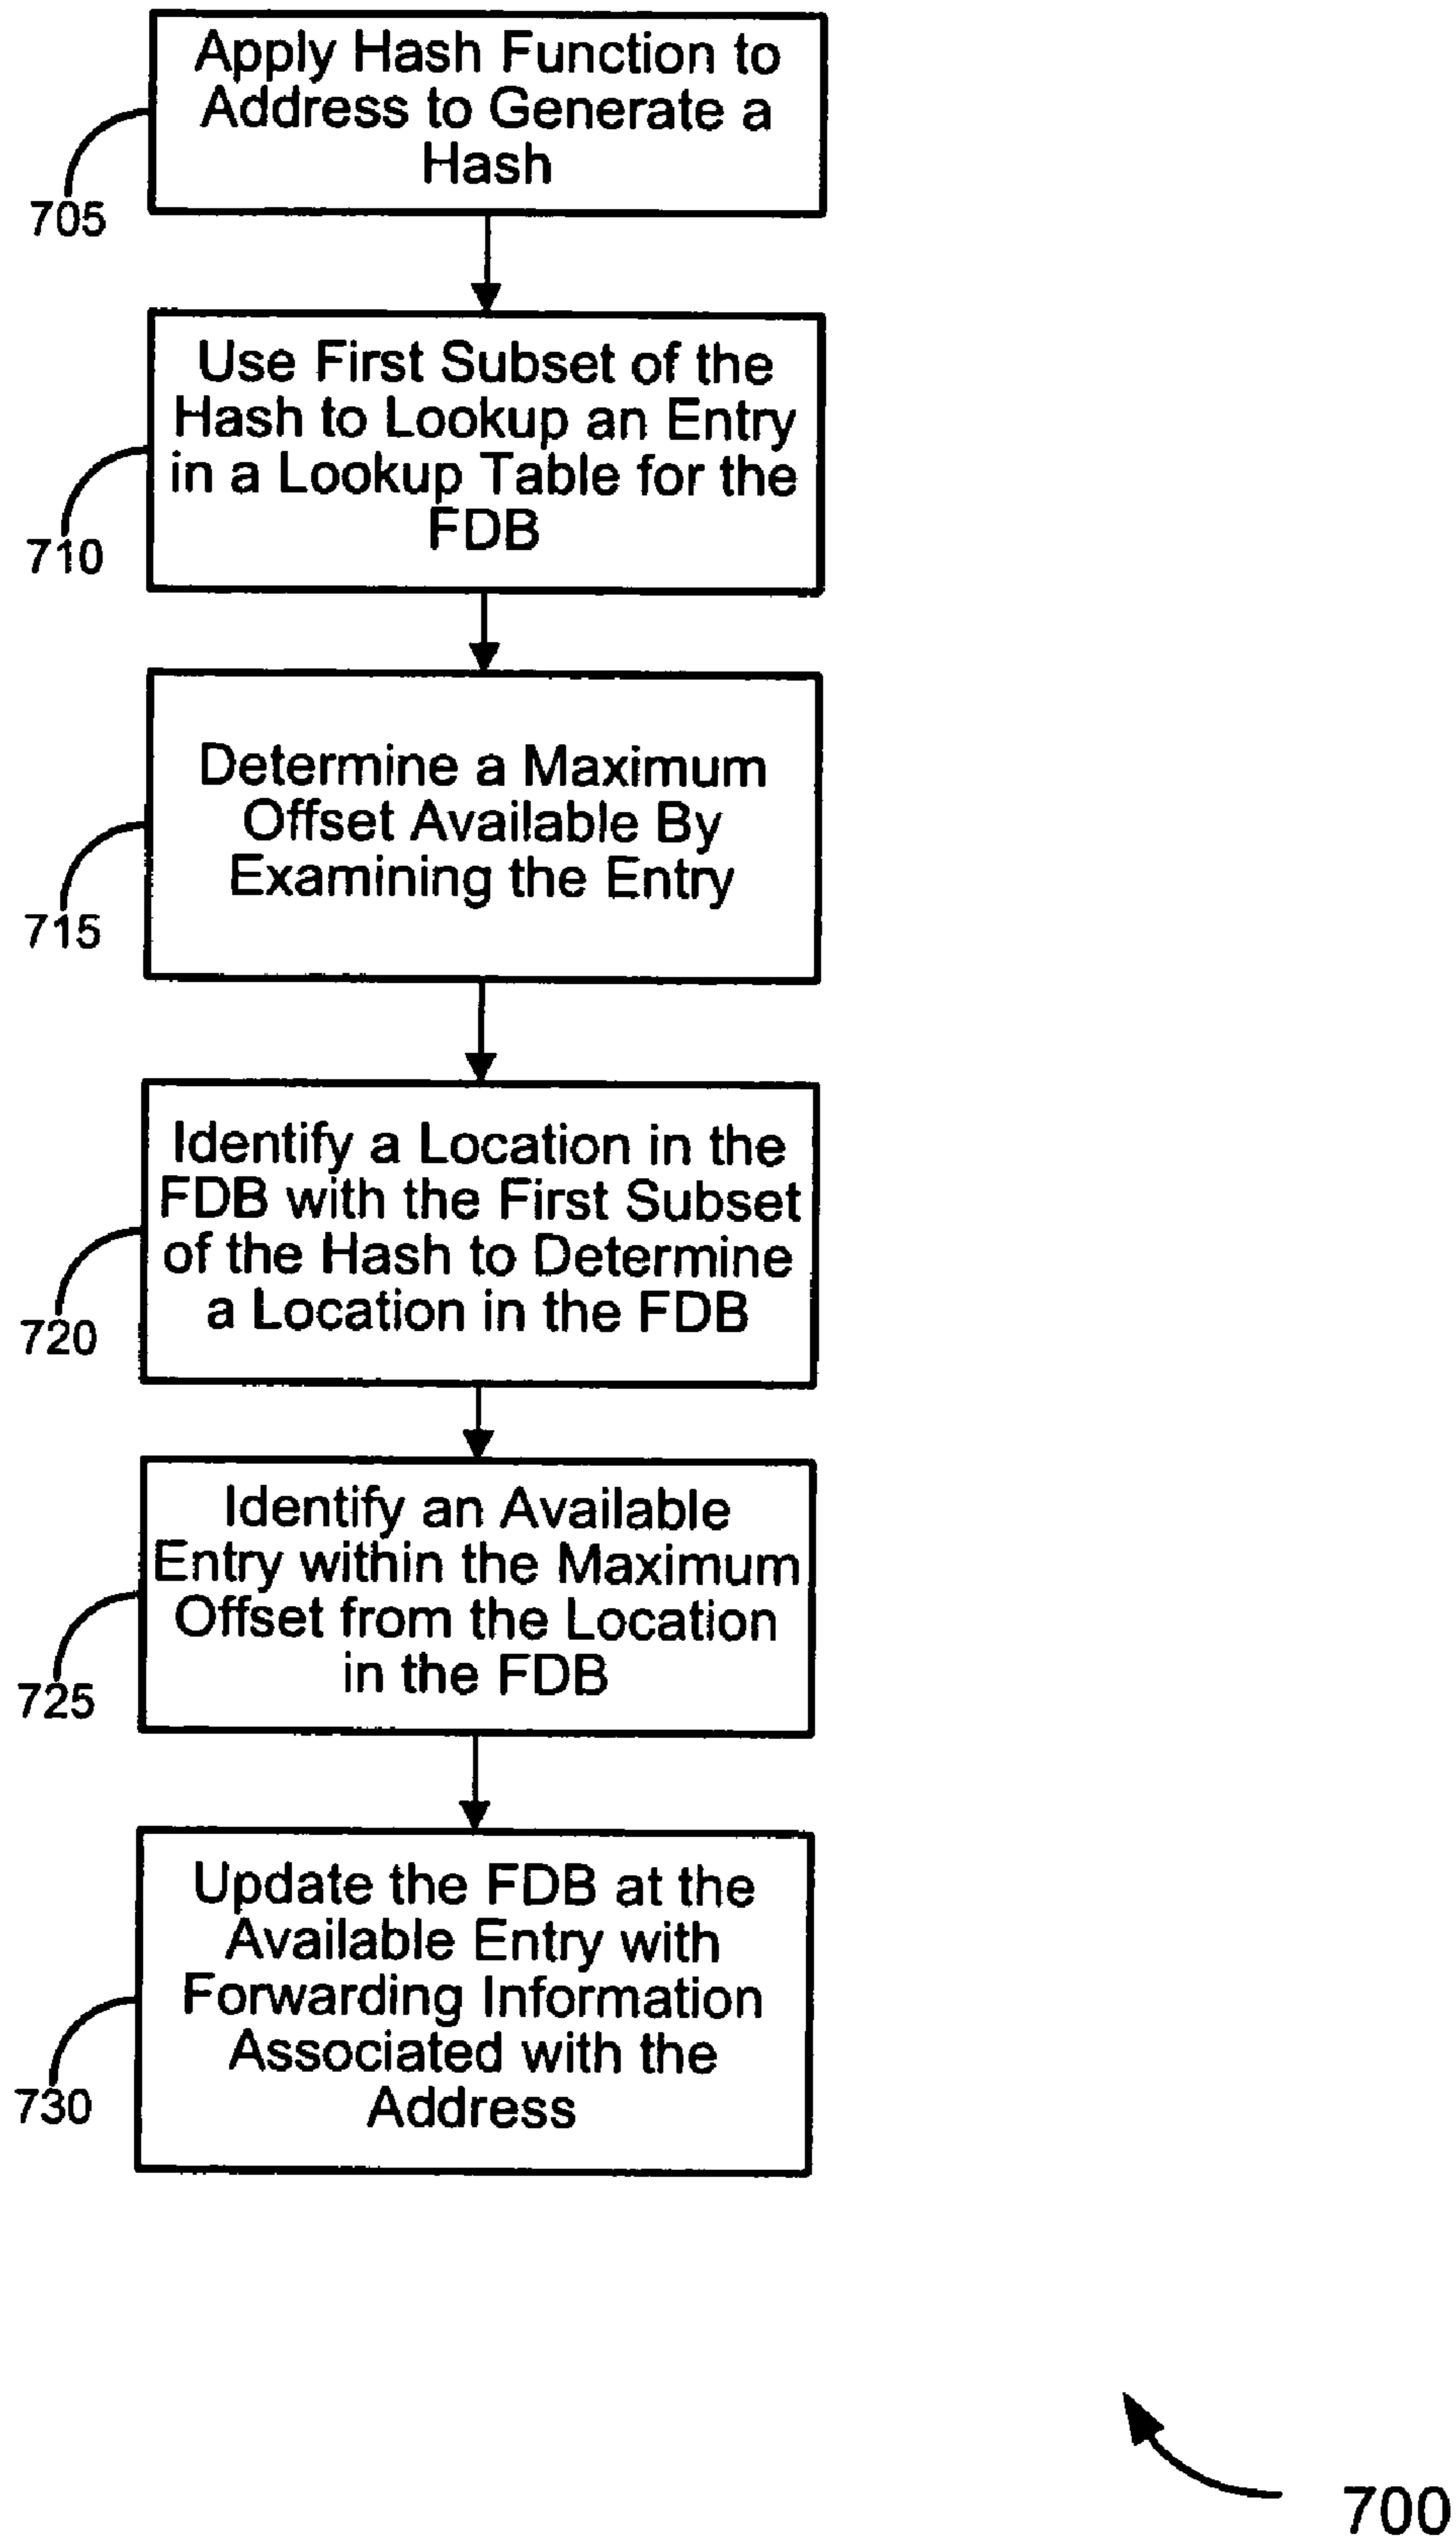 Apply Hash Function to
Address to Generate a
Hash
705
Use First Subset of the
Hash to Lookup an Entry
in a Lookup Table for the
FDB
710
Determine a Maximum
Offset Available By
Examining the Entry
715
Identify a Location in the
FDB with the First Subset
of the Hash to Determine
a Location in the FDB
720
Identify an Available
Entry within the Maximum
Offset from the Location
in the FDB
725
Update the FDB at the
Available Entry with
Forwarding Information
Associated with the
Address
730
700